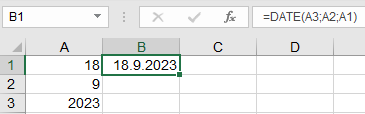 B1 fx =DATE(A3;A2;A1)
A B C D
1 18 18.9.2023
2 9
3 2023